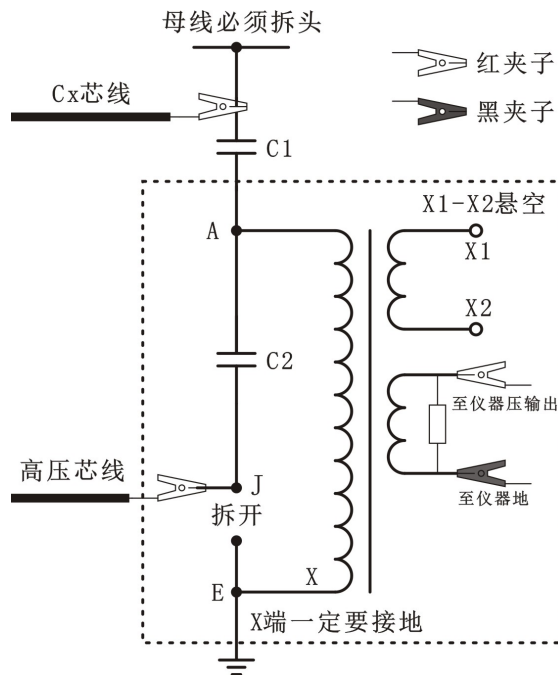 母线必须拆头
红夹子
Cx芯线
黑夹子
C1
X1-X2悬空
A
X1
X2
C2
至仪器压输出
高压芯线
J
至仪器地
拆开
X
E
X端一定要接地